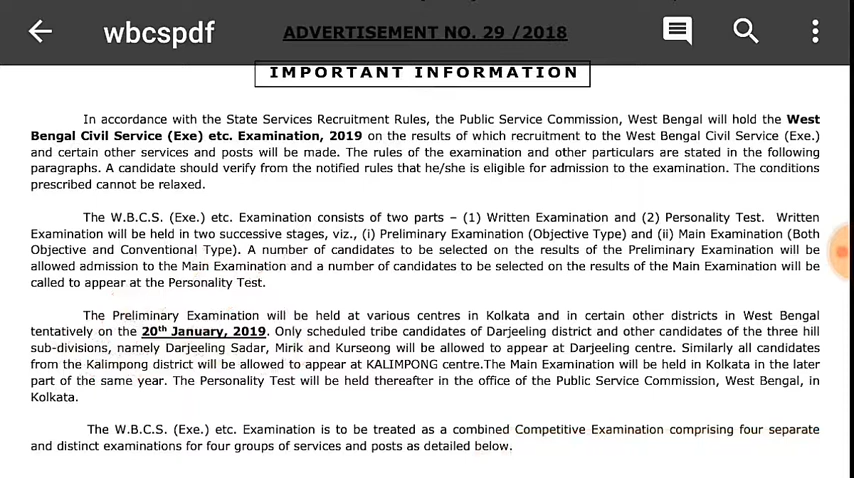 wbcspdf
ADVERTISEMENT NO. 29 /2018
IMPORTANT INFORMATION
In accordance with the State Services Recruitment Rules, the Public Service Commission, West Bengal will hold the West
Bengal Civil Service (Exe) etc. Examination, 2019 on the results of which recruitment to the West Bengal Civil Service (Exe.)
and certain other services and posts will be made. The rules of the examination and other particulars are stated in the following
paragraphs. A candidate should verify from the notified rules that he/she is eligible for admission to the examination. The conditions
prescribed cannot be relaxed.
The W.B.C.S. (Exe.) etc. Examination consists of two parts – (1) Written Examination and (2) Personality Test. Written
Examination will be held in two successive stages, viz., (i) Preliminary Examination (Objective Type) and (ii) Main Examination (Both
Objective and Conventional Type). A number of candidates to be selected on the results of the Preliminary Examination will be
allowed admission to the Main Examination and a number of candidates to be selected on the results of the Main Examination will be
called to appear at the Personality Test.
The Preliminary Examination will be held at various centres in Kolkata and in certain other districts in West Bengal
tentatively on the 20th January, 2019. Only scheduled tribe candidates of Darjeeling district and other candidates of the three hill
sub-divisions, namely Darjeeling Sadar, Mirik and Kurseong will be allowed to appear at Darjeeling centre. Similarly all candidates
from the Kalimpong district will be allowed to appear at KALIMPONG centre.The Main Examination will be held in Kolkata in the later
part of the same year. The Personality Test will be held thereafter in the office of the Public Service Commission, West Bengal, in
Kolkata.
The W.B.C.S. (Exe.) etc. Examination is to be treated as a combined Competitive Examination comprising four separate
and distinct examinations for four groups of services and posts as detailed below.